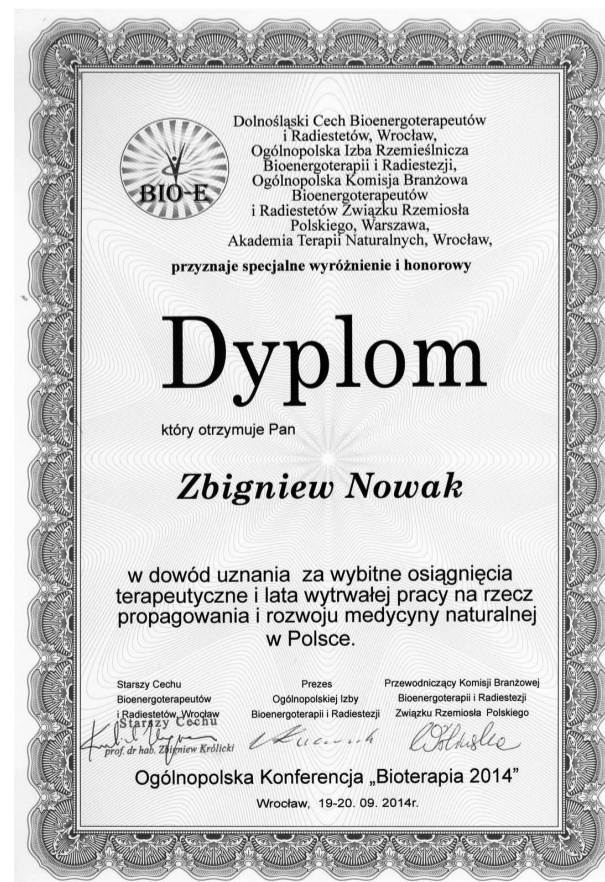 BIO-E
Dolnośląski Cech Bioenergoterapeutów
i Radiestetów, Wrocław,
Ogólnopolska Izba Rzemieślnicza
Bioenergoterapii i Radiestezji,
Ogólnopolska Komisja Branżowa
Bioenergoterapeutów
i Radiestetów Związku Rzemiosła
Polskiego, Warszawa,
Akademia Terapii Naturalnych, Wrocław,
przyznaje specjalne wyróżnienie i honorowy
Dyplom
który otrzymuje Pan
Zbigniew Nowak
w dowód uznania za wybitne osiągnięcia
terapeutyczne i lata wytrwałej pracy na rzecz
propagowania i rozwoju medycyny naturalnej
w Polsce.
Starszy Cechu
Bioenergoterapeutów
i Radiestetów, Wrocław
Starszy Cechu
prof. dr hab. Zbigniew Królicki
Prezes
Ogólnopolskiej Izby
Bioenergoterapii i Radiestezji
Przewodniczący Komisji Branżowej
Bioenergoterapii i Radiestezji
Związku Rzemiosła Polskiego
Ogólnopolska Konferencja „Bioterapia 2014”
Wrocław, 19-20. 09. 2014r.